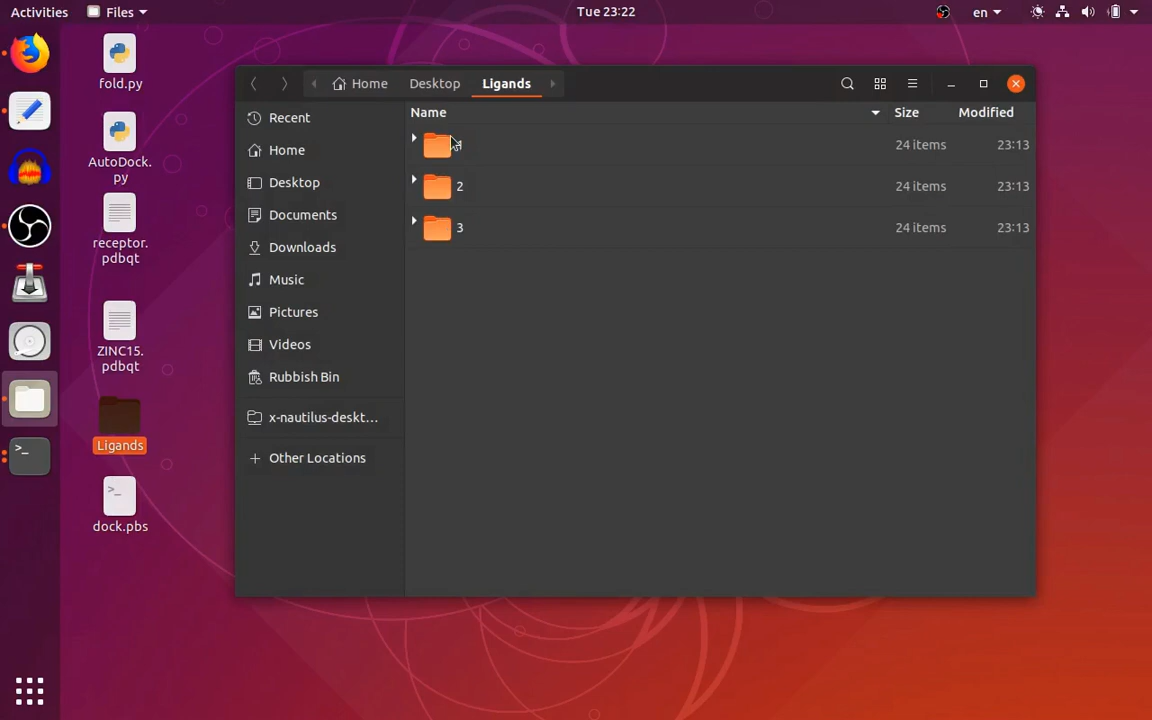 Activities Files Tue 23:22 en
fold.py
AutoDock.
py
receptor.
pdbqt
ZINC15.
pdbqt
Ligands
dock.pbs
Home Desktop Ligands
Recent
Home
Desktop
Documents
Downloads
Music
Pictures
Videos
Rubbish Bin
x-nautilus-deskt…
Other Locations
Name Size Modified
1 24 items 23:13
2 24 items 23:13
3 24 items 23:13